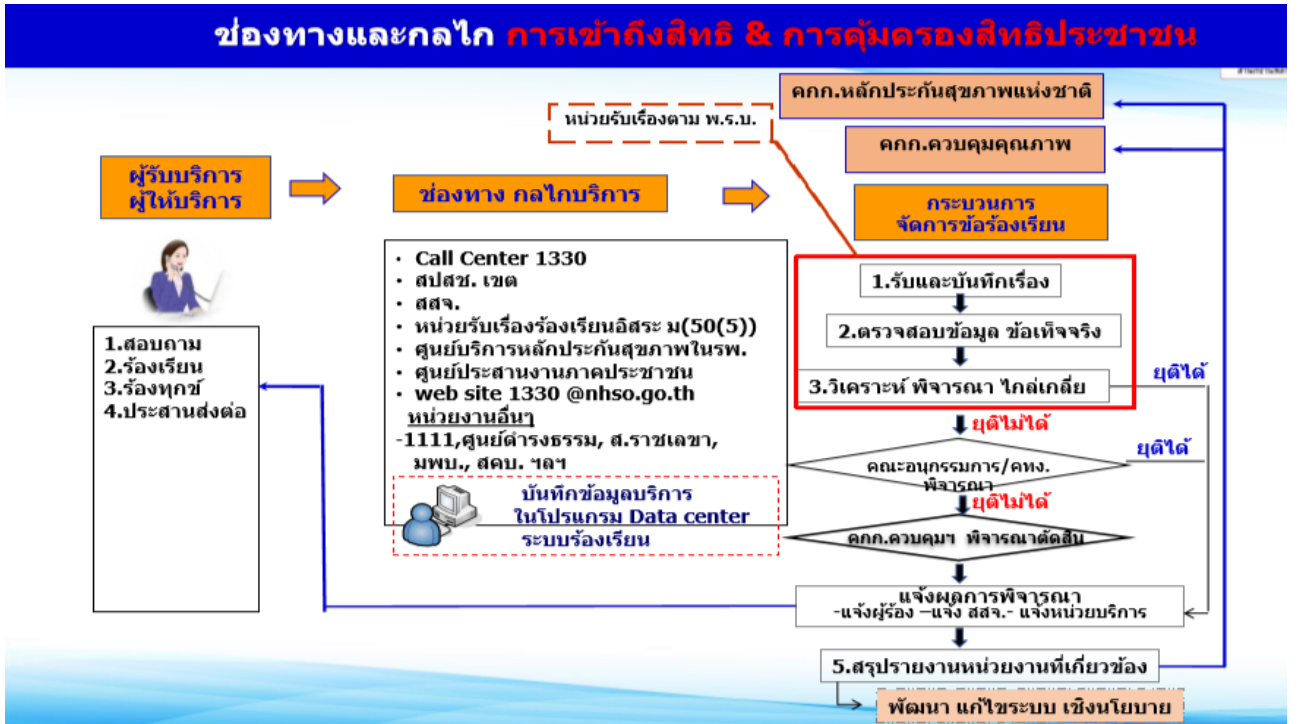 ช่องทางและกลไก การเข้าถึงสิทธิ & การคุ้มครองสิทธิประชาชน
คกก.หลักประกันสุขภาพแห่งชาติ
หน่วยรับเรื่องตาม พ.ร.บ.
คกก.ควบคุมคุณภาพ
ผู้รับบริการ
ผู้ให้บริการ
ช่องทาง กลไกบริการ
กระบวนการ
จัดการข้อร้องเรียน
1.สอบถาม
2.ร้องเรียน
3.ร้องทุกข์
4.ประสานส่งต่อ
· Call Center 1330
· สปสช. เขต
· สสจ.
· หน่วยรับเรื่องร้องเรียนอิสระ ม(50(5))
· ศูนย์บริการหลักประกันสุขภาพในรพ.
· ศูนย์ประสานงานภาคประชาชน
· web site 1330 @nhso.go.th
หน่วยงานอื่นๆ
-1111,ศูนย์ดำรงธรรม, ส.ราชเลขา,
มพบ., สคบ. ฯลฯ
บันทึกข้อมูลบริการ
ในโปรแกรม Data center
ระบบร้องเรียน
1.รับและบันทึกเรื่อง
2.ตรวจสอบข้อมูล ข้อเท็จจริง
3.วิเคราะห์ พิจารณา ไกล่เกลี่ย
ยุติได้
ยุติไม่ได้
ยุติได้
คณะอนุกรรมการ/คทง.
พิจารณา
ยุติไม่ได้
คกก.ควบคุมฯ พิจารณาตัดสิน
แจ้งผลการพิจารณา
-แจ้งผู้ร้อง –แจ้ง สสจ.- แจ้งหน่วยบริการ
5.สรุปรายงานหน่วยงานที่เกี่ยวข้อง
พัฒนา แก้ไขระบบ เชิงนโยบาย